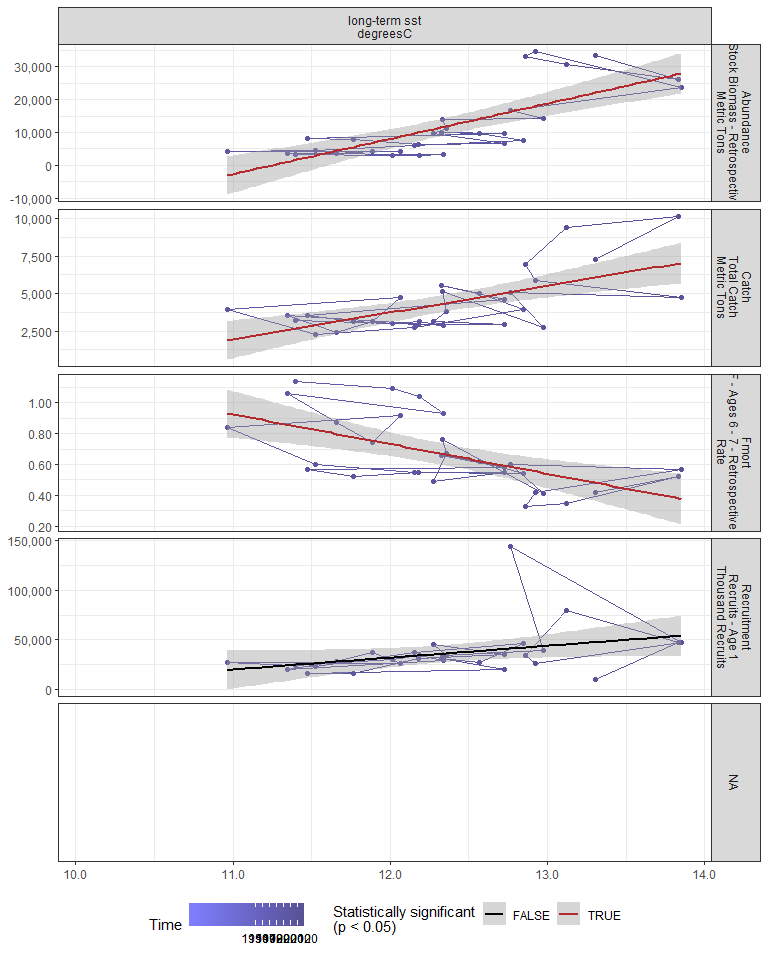 long-term sst
degreesC
30,000
20,000
10,000
0
-10,000
Abundance
Stock Biomass - Retrospectiv
Metric Tons
10,000
7,500
5,000
2,500
Catch
Total Catch
Metric Tons
1.00
0.80
0.60
0.40
0.20
Fmort
F - Ages 6 - 7 - Retrospective
Rate
150,000
100,000
50,000
0
Recruitment
Recruits - Age 1
Thousand Recruits
NA
10.0 11.0 12.0 13.0 14.0
Time
Statistically significant
(p < 0.05)
FALSE TRUE